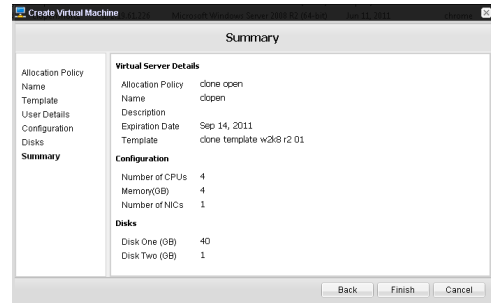 Create Virtual Machine
Summary
Allocation Policy
Name
Template
User Details
Configuration
Disks
Summary
Virtual Server Details
Allocation Policy clone open
Name clopen
Description
Expiration Date Sep 14, 2011
Template clone template w2k8 r2 01
Configuration
Number of CPUs 4
Memory(GB) 4
Number of NICs 1
Disks
Disk One (GB) 40
Disk Two (GB) 1
Back Finish Cancel